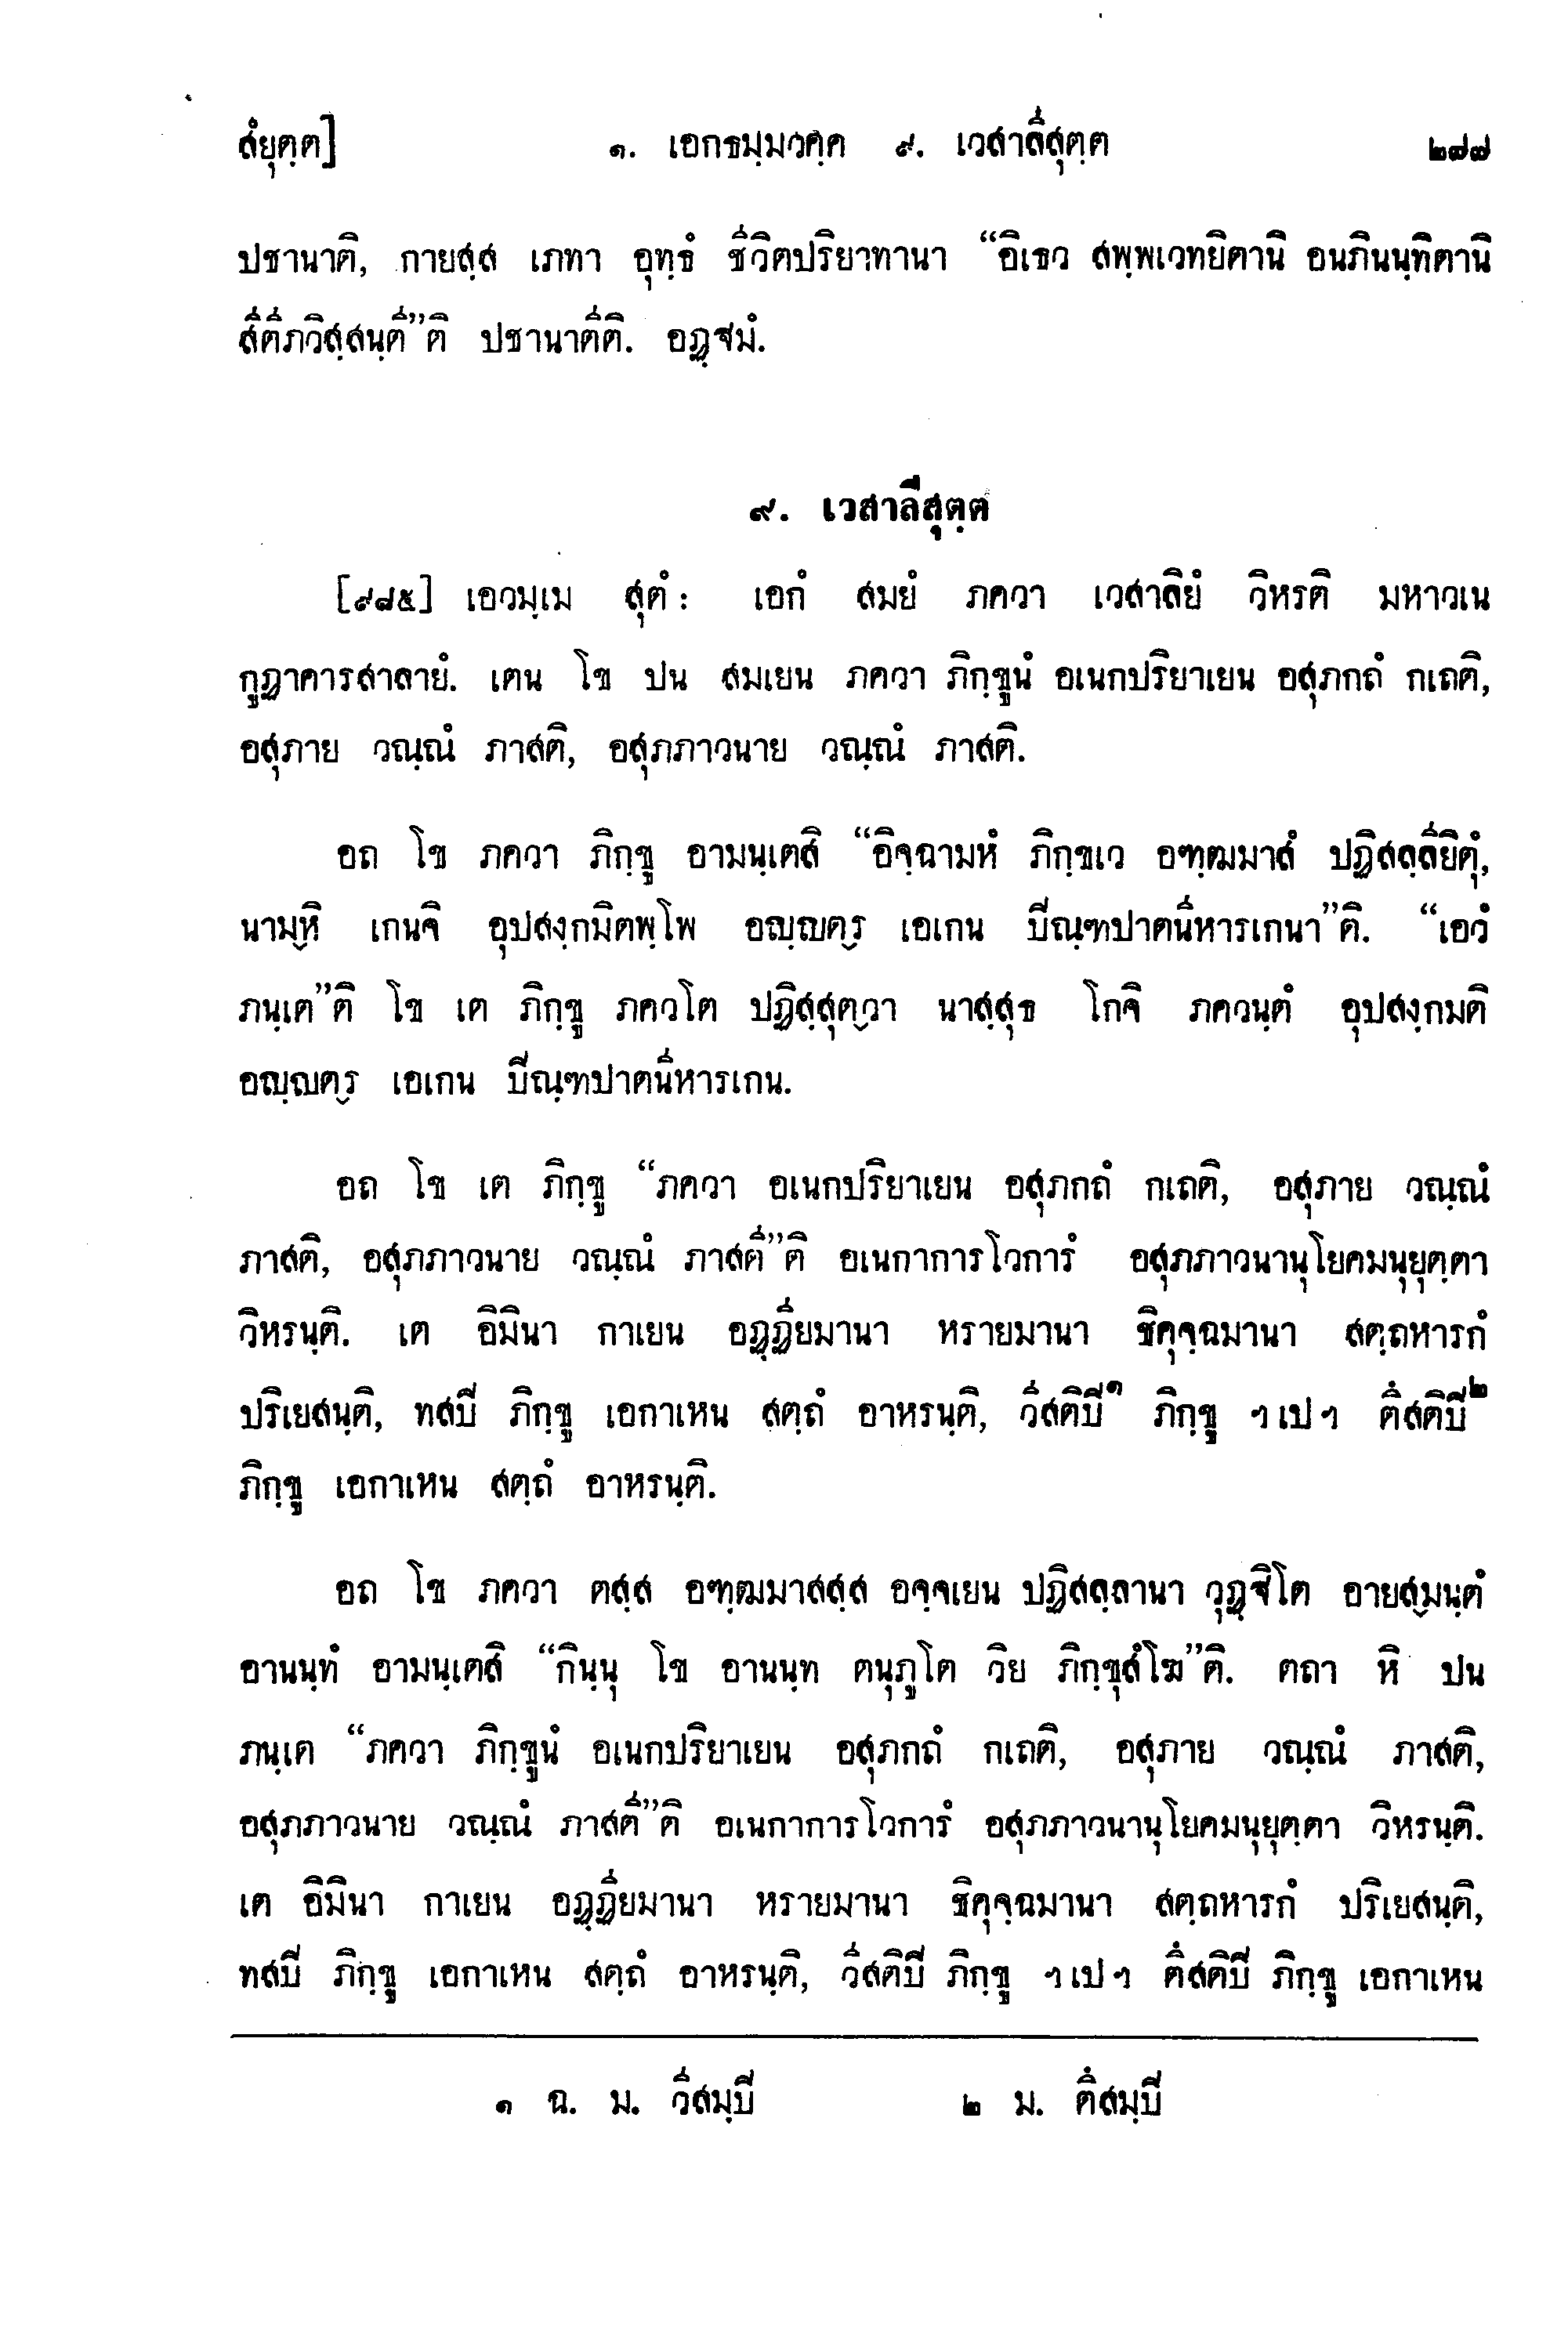 สํยุตฺต] ๑. เอกธมฺมวคฺค ๙. เวสาลีสุตฺต ๒๗๗
ปชานาติ, กายสฺส เภทา อุทฺธํ ชีวิตปริยาทานา “อิเธว สพฺพเวทยิตานิ อนภินนฺทิตานิ
สีตีภวิสฺสนฺตี”ติ ปชานาตีติ. อฏฺฐมํ.
๙. เวสาลีสุตฺต
[๙๘๕] เอวมฺเม สุตํ: เอกํ สมยํ ภควา เวสาลิยํ วิหรติ มหาวเน
กูฏาคารสาลายํ. เตน โข ปน สมเยน ภควา ภิกฺขูนํ อเนกปริยาเยน อสุภกถํ กเถติ,
อสุภาย วณฺณํ ภาสติ, อสุภภาวนาย วณฺณํ ภาสติ.
อถ โข ภควา ภิกฺขู อามนฺเตสิ “อิจฺฉามหํ ภิกฺขเว อฑฺฒมาสํ ปฏิสลฺลียิตุํ,
นามฺหิ เกนจิ อุปสงฺกมิตพฺโพ อญฺญตฺร เอเกน ปิณฺฑปาตนีหารเกนา”ติ. “เอวํ
ภนฺเต”ติ โข เต ภิกฺขู ภควโต ปฏิสฺสุตฺวา นาสฺสุธ โกจิ ภควนฺตํ อุปสงฺกมติ
อญฺญตฺร เอเกน ปิณฺฑปาตนีหารเกน.
อถ โข เต ภิกฺขู “ภควา อเนกปริยาเยน อสุภกถํ กเถติ, อสุภาย วณฺณํ
ภาสติ, อสุภภาวนาย วณฺณํ ภาสตี”ติ อเนกาการโวการํ อสุภภาวนานุโยคมนุยุตฺตา
วิหรนฺติ. เต อิมินา กาเยน อฏฺฏียมานา หรายมานา ชิคุจฺฉมานา สตฺถหารกํ
ปริเยสนฺติ, ทสปิ ภิกฺขู เอกาเหน สตฺถํ อาหรนฺติ, วีสติปิ๑ ภิกฺขู ฯเปฯ ตึสติปิ๒
ภิกฺขู เอกาเหน สตฺถํ อาหรนฺติ.
อถ โข ภควา ตสฺส อฑฺฒมาสสฺส อจฺจเยน ปฏิสลฺลานา วุฏฺฐิโต อายสฺมนฺตํ
อานนฺทํ อามนฺเตสิ “กินฺนุ โข อานนฺท ตนุภูโต วิย ภิกฺขุสํโฆ”ติ. ตถา หิ ปน
ภนฺเต “ภควา ภิกฺขูนํ อเนกปริยาเยน อสุภกถํ กเถติ, อสุภาย วณฺณํ ภาสติ,
อสุภภาวนาย วณฺณํ ภาสตี”ติ อเนกาการโวการํ อสุภภาวนานุโยคมนุยุตฺตา วิหรนฺติ.
เต อิมินา กาเยน อฏฺฏียมานา หรายมานา ชิคุจฺฉมานา สตฺถหารกํ ปริเยสนฺติ,
ทสปิ ภิกฺขู เอกาเหน สตฺถํ อาหรนฺติ, วีสติปิ ภิกฺขู ฯเปฯ ตึสติปิ ภิกฺขู เอกาเหน
๑ ฉ. ม. วีสมฺปิ ๒ ม. ตึสมฺปิ